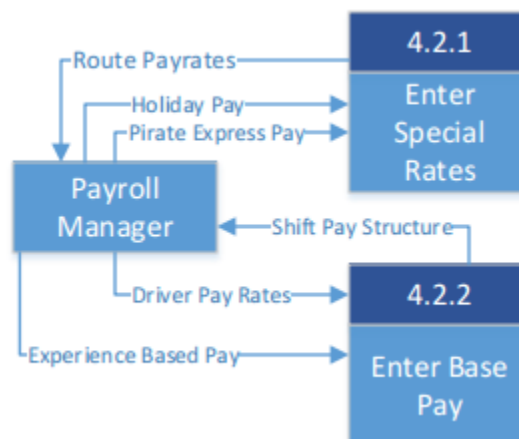 4.2.1
Route Payrates
Enter
Special
Rates
Holiday Pay
Pirate Express Pay
Payroll
Manager
Shift Pay Structure
4.2.2
Driver Pay Rates
Experience Based Pay
Enter Base
Pay